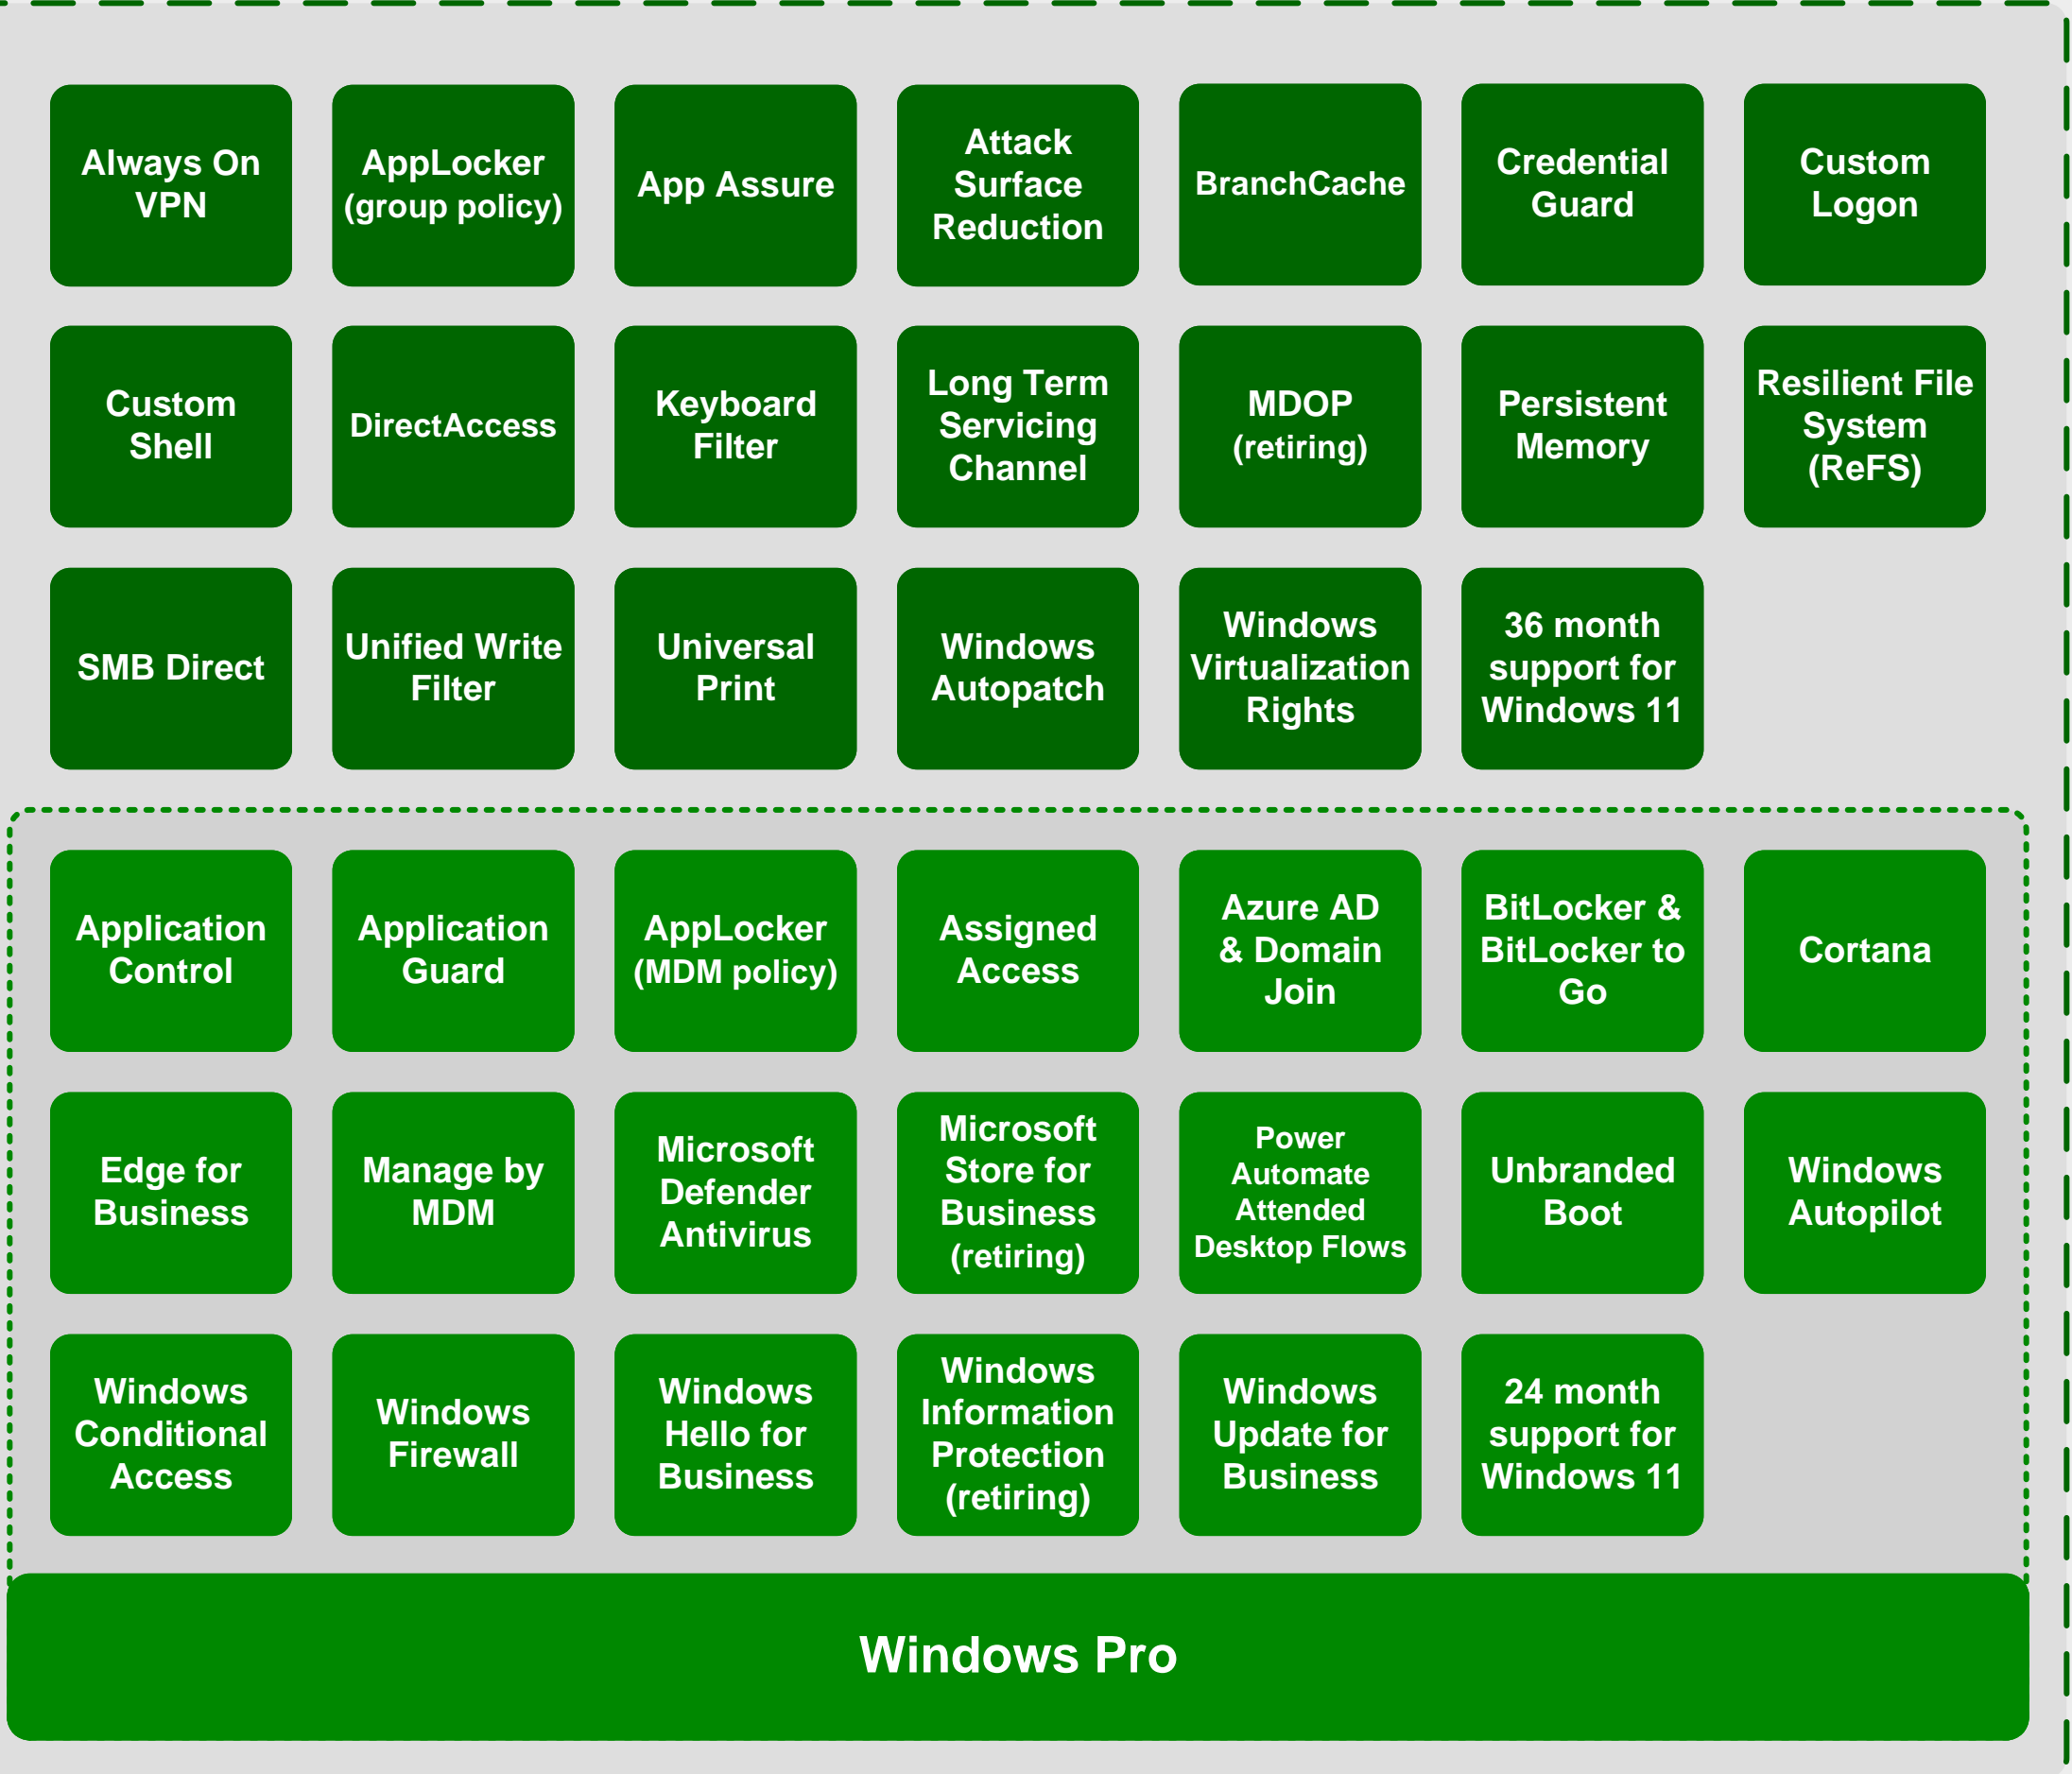 Always On
VPN
AppLocker
(group policy)
App Assure
Attack
Surface
Reduction
BranchCache
Credential
Guard
Custom
Logon
Custom
Shell
DirectAccess
Keyboard
Filter
Long Term
Servicing
Channel
MDOP
(retiring)
Persistent
Memory
Resilient File
System
(ReFS)
SMB Direct
Unified Write
Filter
Universal
Print
Windows
Autopatch
Windows
Virtualization
Rights
36 month
support for
Windows 11
Application
Control
Application
Guard
AppLocker
(MDM policy)
Assigned
Access
Azure AD
& Domain
Join
BitLocker &
BitLocker to
Go
Cortana
Edge for
Business
Manage by
MDM
Microsoft
Defender
Antivirus
Microsoft
Store for
Business
(retiring)
Power
Automate
Attended
Desktop Flows
Unbranded
Boot
Windows
Autopilot
Windows
Conditional
Access
Windows
Firewall
Windows
Hello for
Business
Windows
Information
Protection
(retiring)
Windows
Update for
Business
24 month
support for
Windows 11
Windows Pro